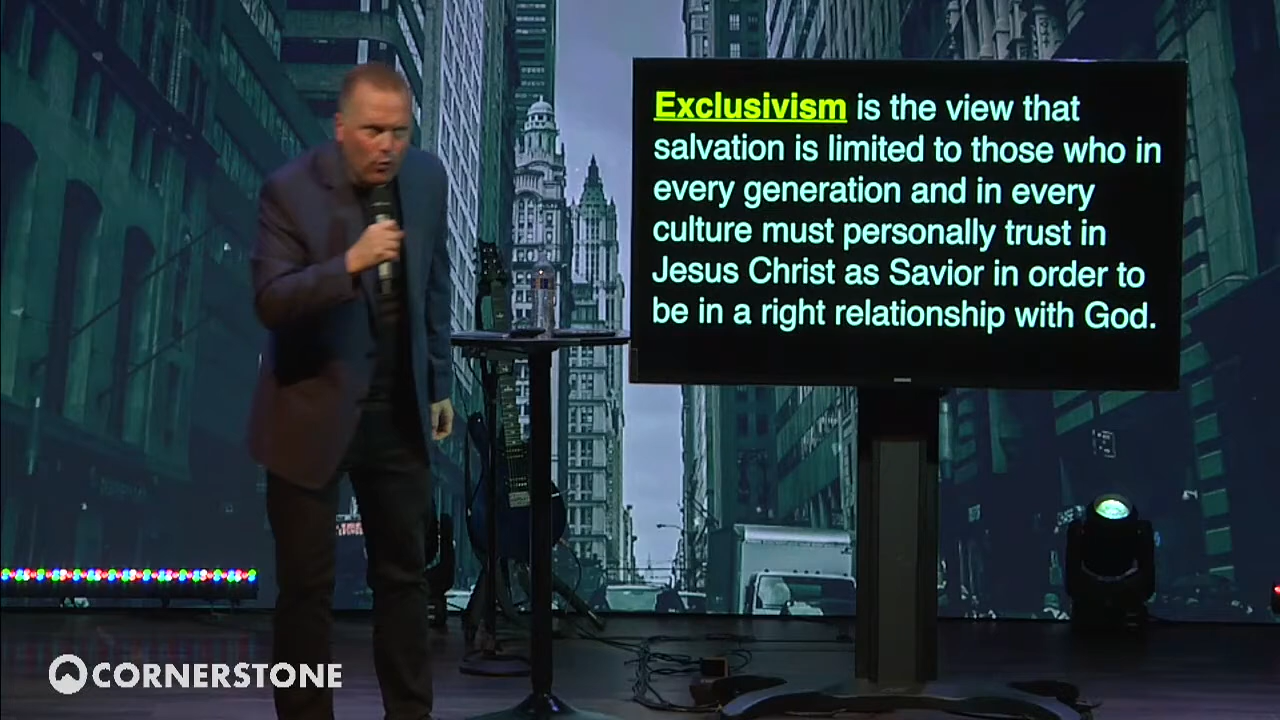 Exclusivism is the view that
salvation is limited to those who in
every generation and in every
culture must personally trust in
Jesus Christ as Savior in order to
be in a right relationship with God.
CORNERSTONE